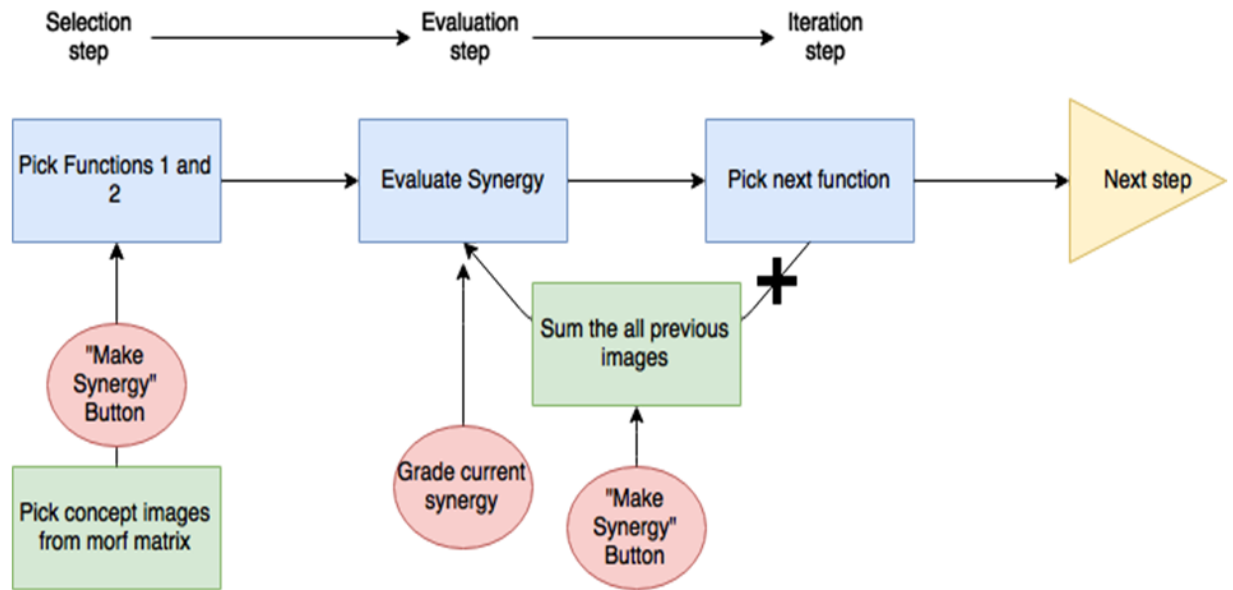 Selection
step
Evaluation
step
Iteration
step
Pick Functions 1 and
2
Evaluate Synergy
Pick next function
Next step
Sum the all previous
images
"Make
Synergy"
Button
Grade current
synergy
"Make
Synergy"
Button
Pick concept images
from morf matrix